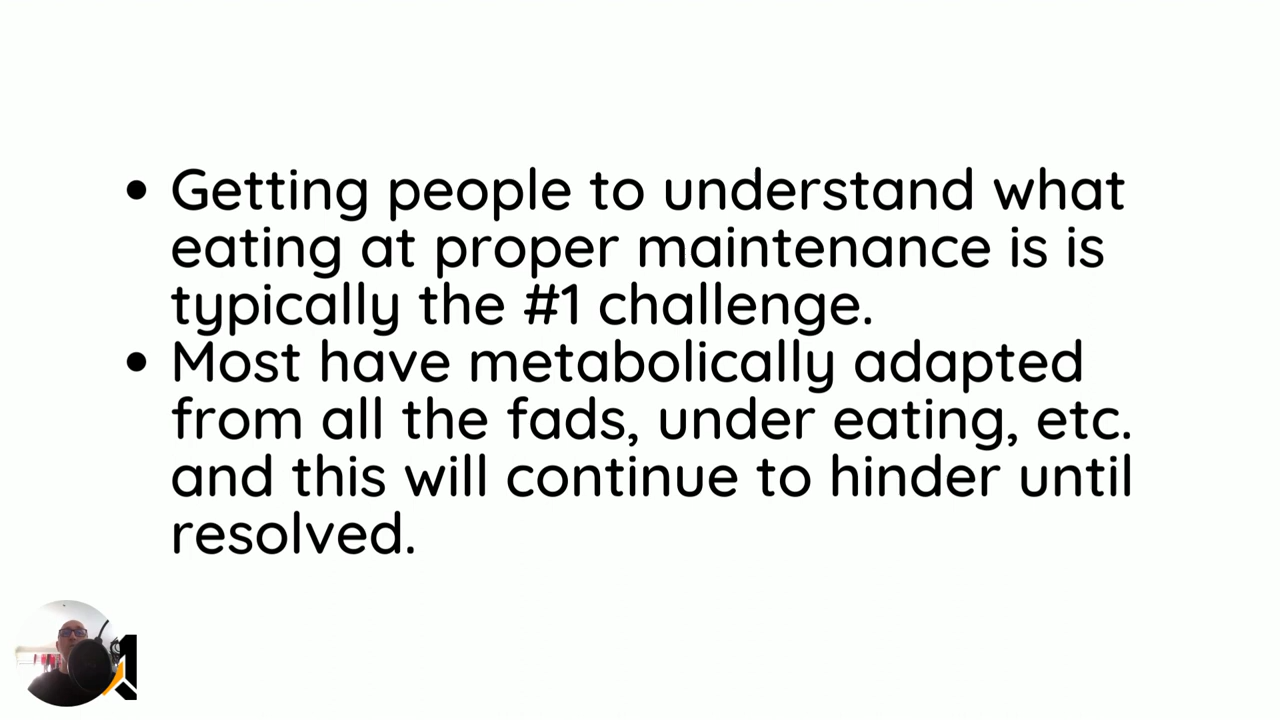 • Getting people to understand what
eating at proper maintenance is is
typically the #1 challenge.
• Most have metabolically adapted
from all the fads, under eating, etc.
and this will continue to hinder until
resolved.